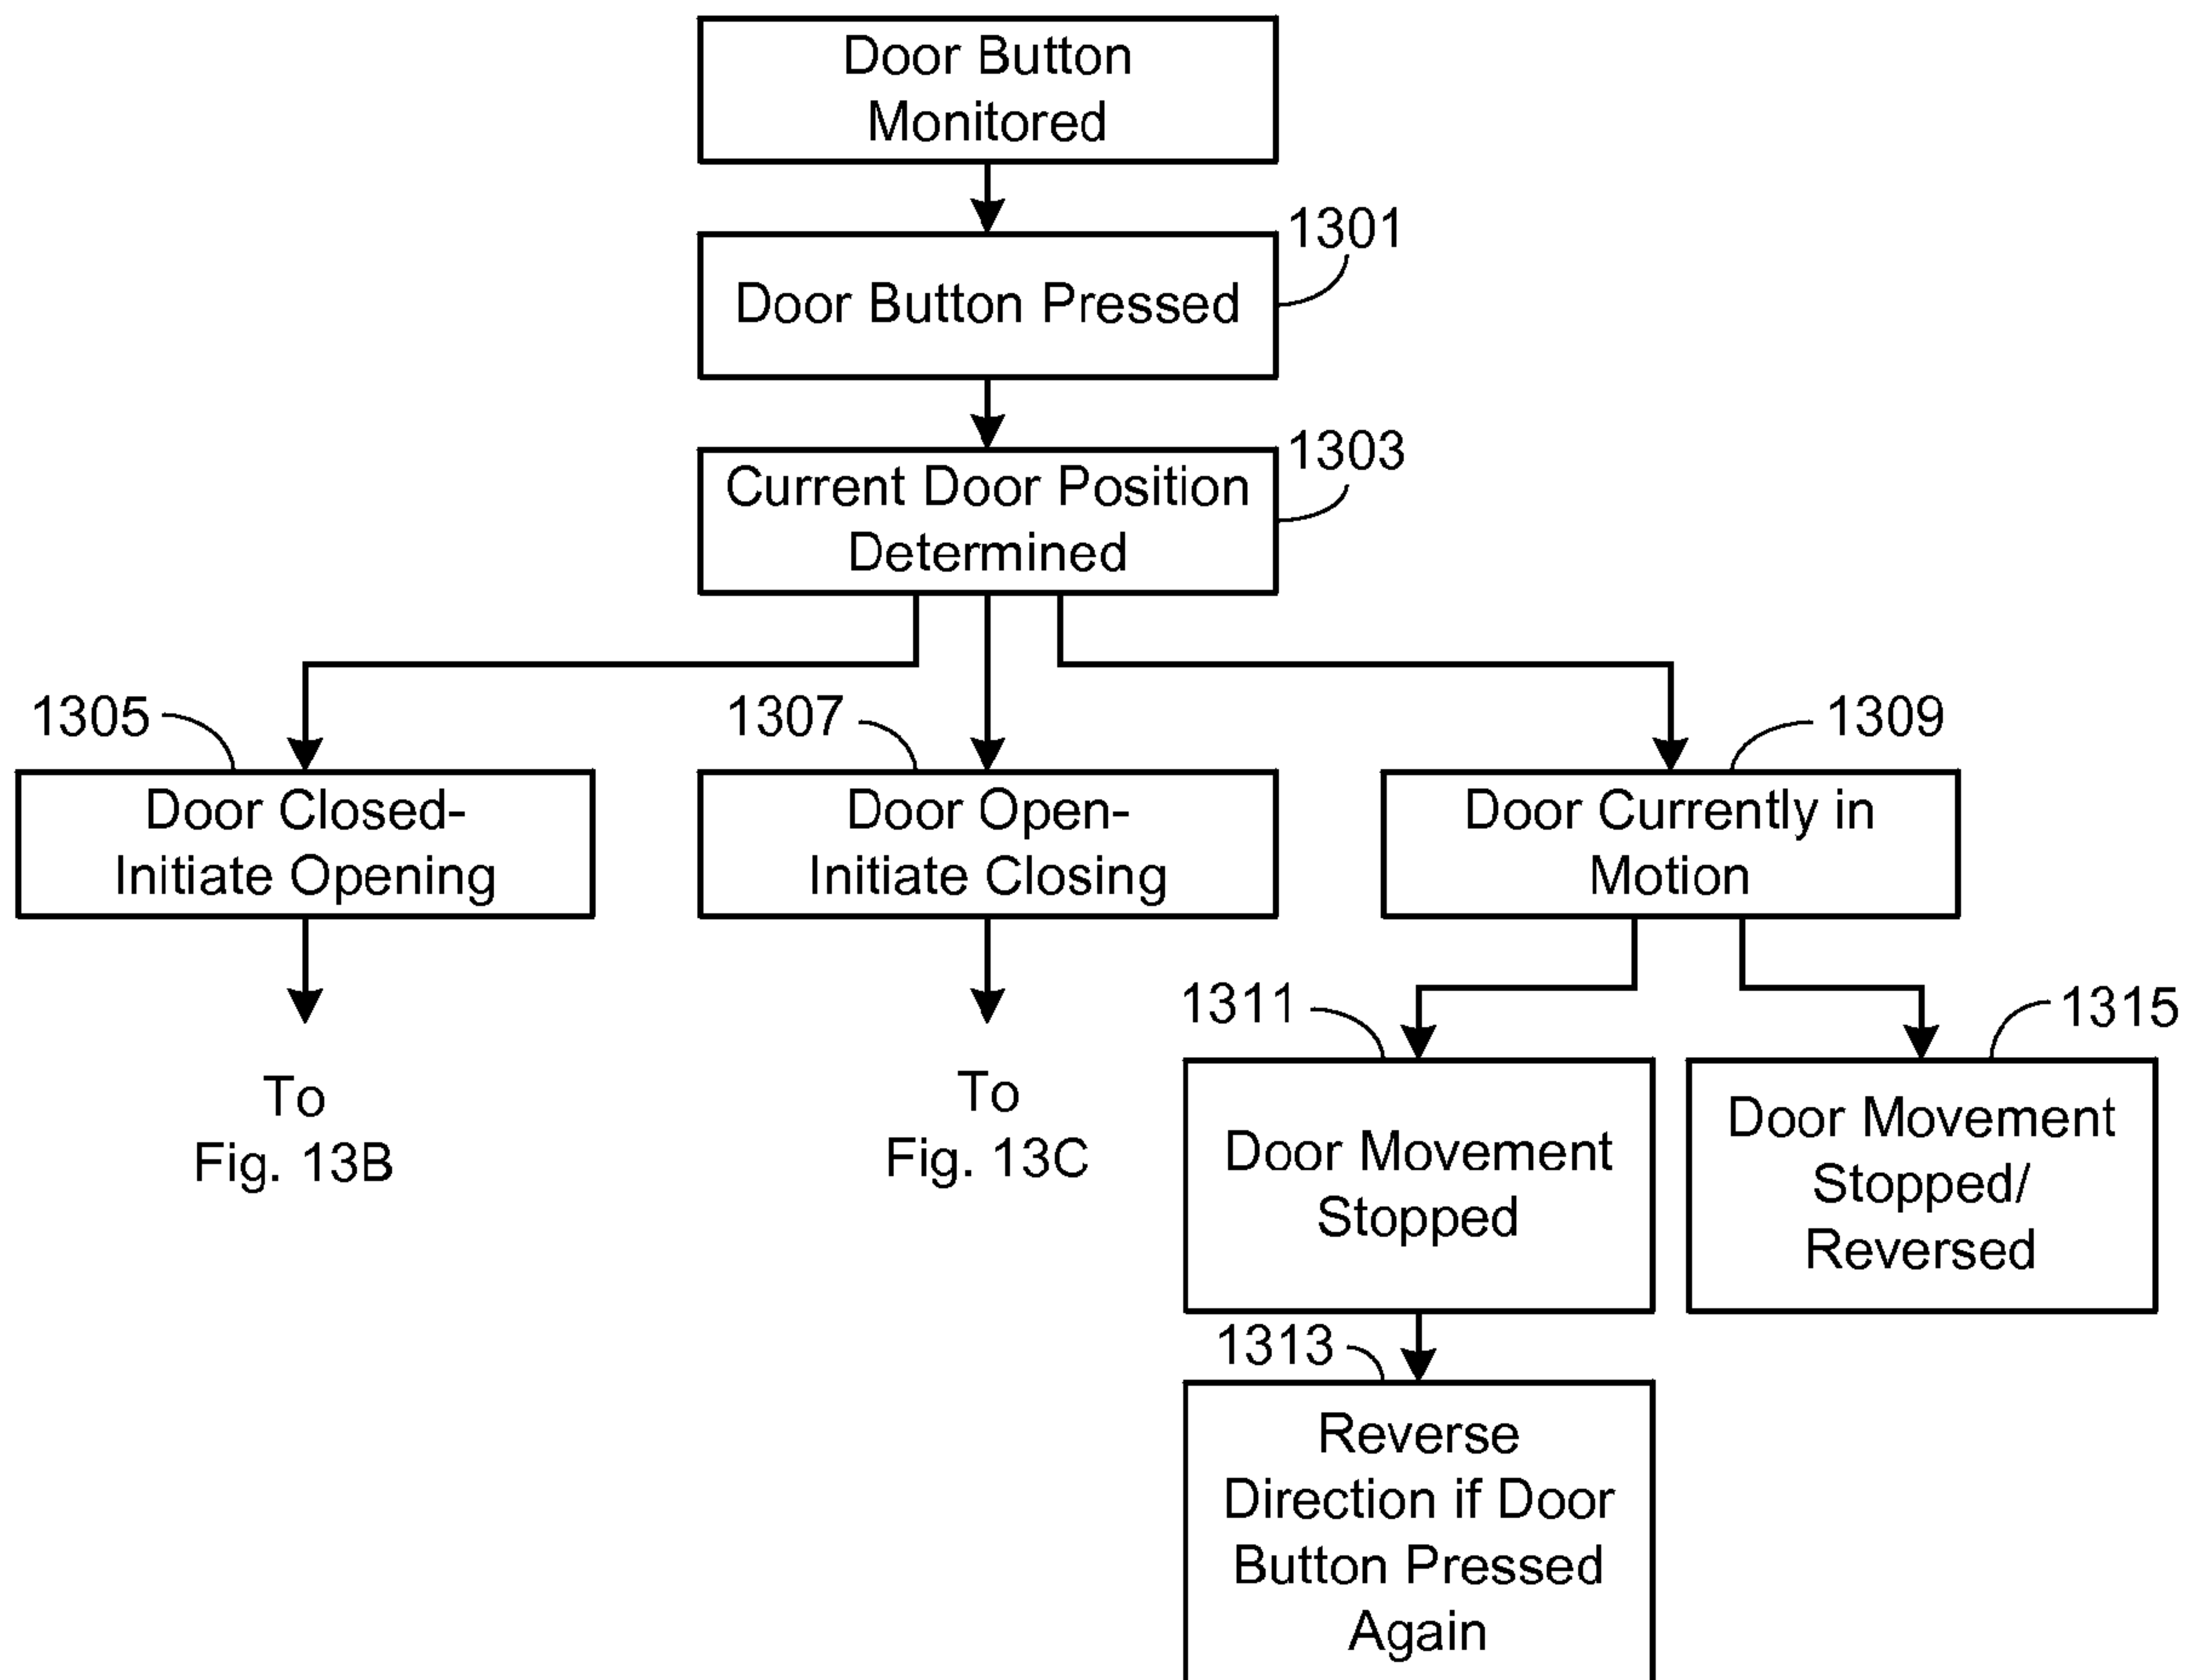 Door Button
Monitored
1301
Door Button Pressed
1303
Current Door Position
Determined
1305
Door Closed-
Initiate Opening
1307
Door Open-
Initiate Closing
1309
Door Currently in
Motion
To
Fig. 13B
To
Fig. 13C
1311
Door Movement
Stopped
1315
Door Movement
Stopped/
Reversed
1313
Reverse
Direction if Door
Button Pressed
Again